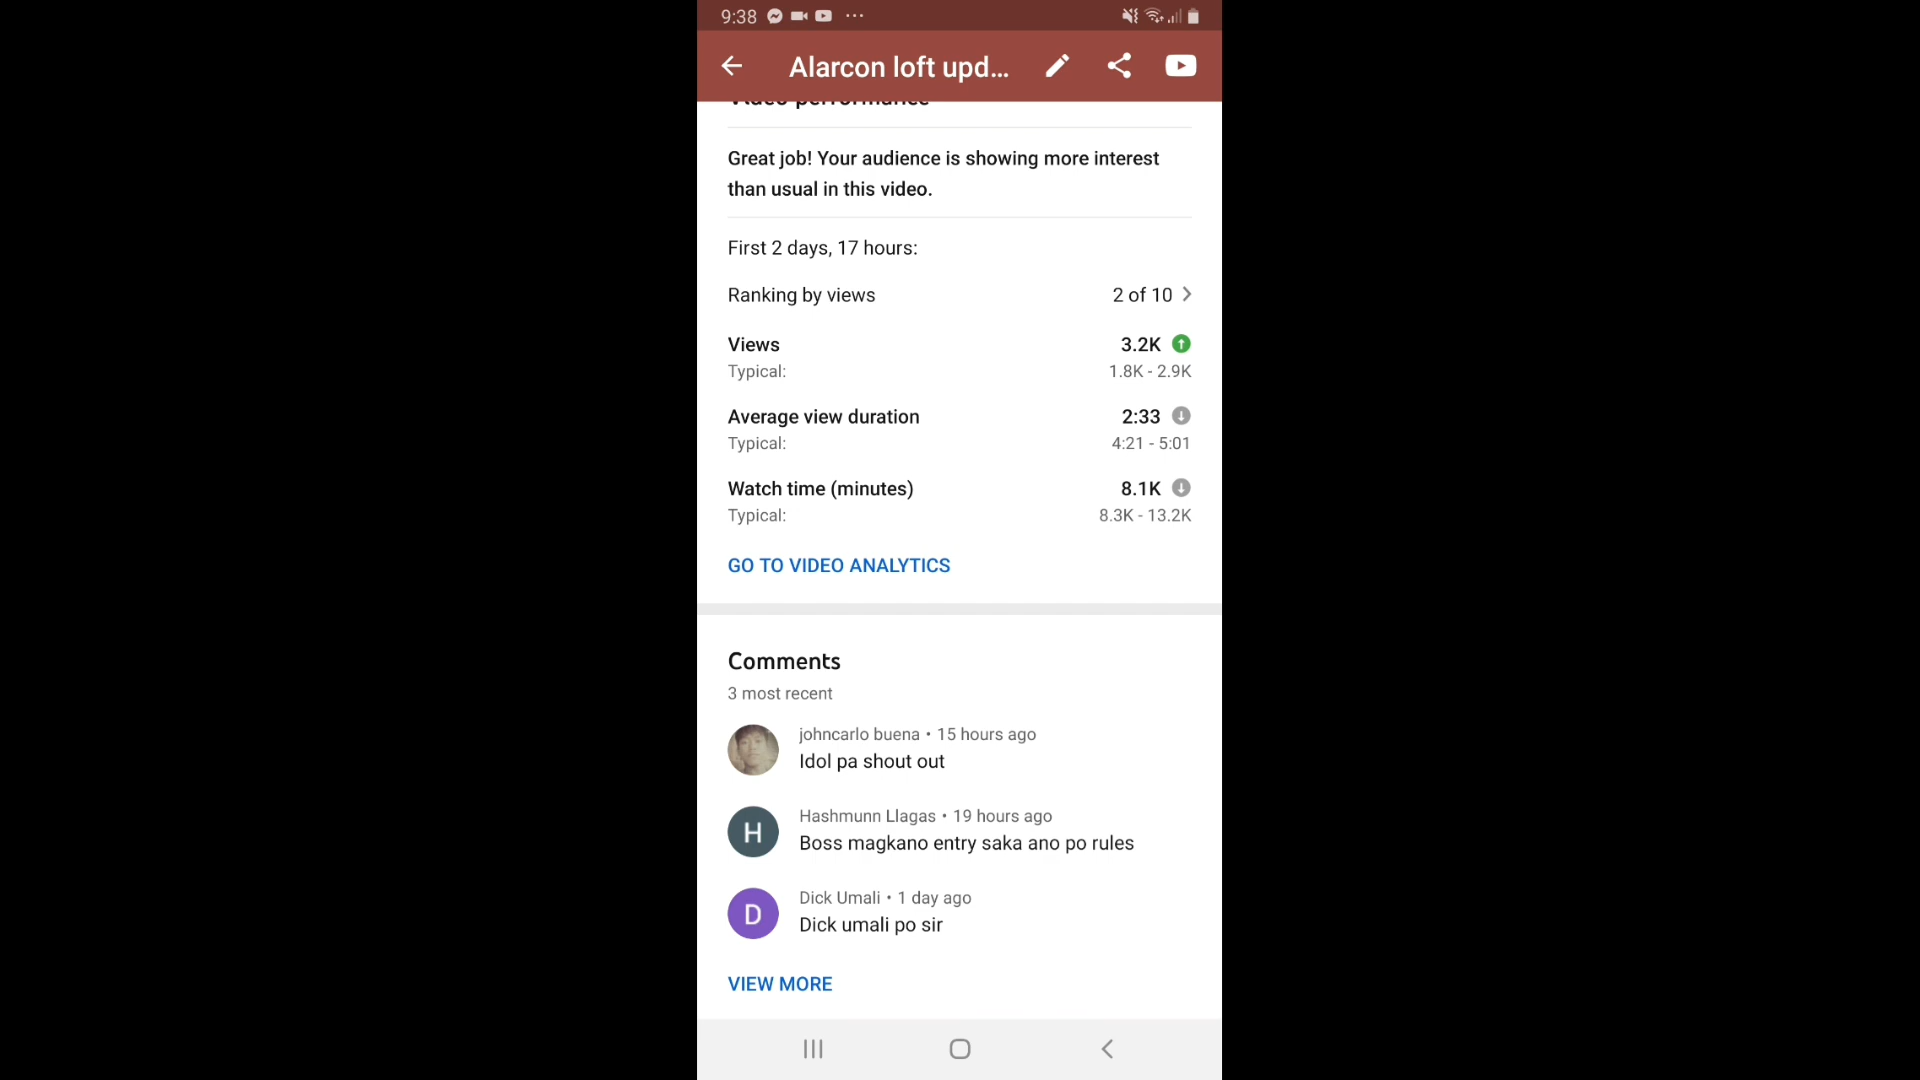 9:38
Alarcon loft upd...
Video performance
Great job! Your audience is showing more interest
than usual in this video.
First 2 days, 17 hours:
Ranking by views 2 of 10
Views 3.2K
Typical: 1.8K - 2.9K
Average view duration 2:33
Typical: 4:21 - 5:01
Watch time (minutes) 8.1K
Typical: 8.3K - 13.2K
GO TO VIDEO ANALYTICS
Comments
3 most recent
johncarlo buena • 15 hours ago
Idol pa shout out
H
Hashmunn Llagas • 19 hours ago
Boss magkano entry saka ano po rules
D
Dick Umali • 1 day ago
Dick umali po sir
VIEW MORE